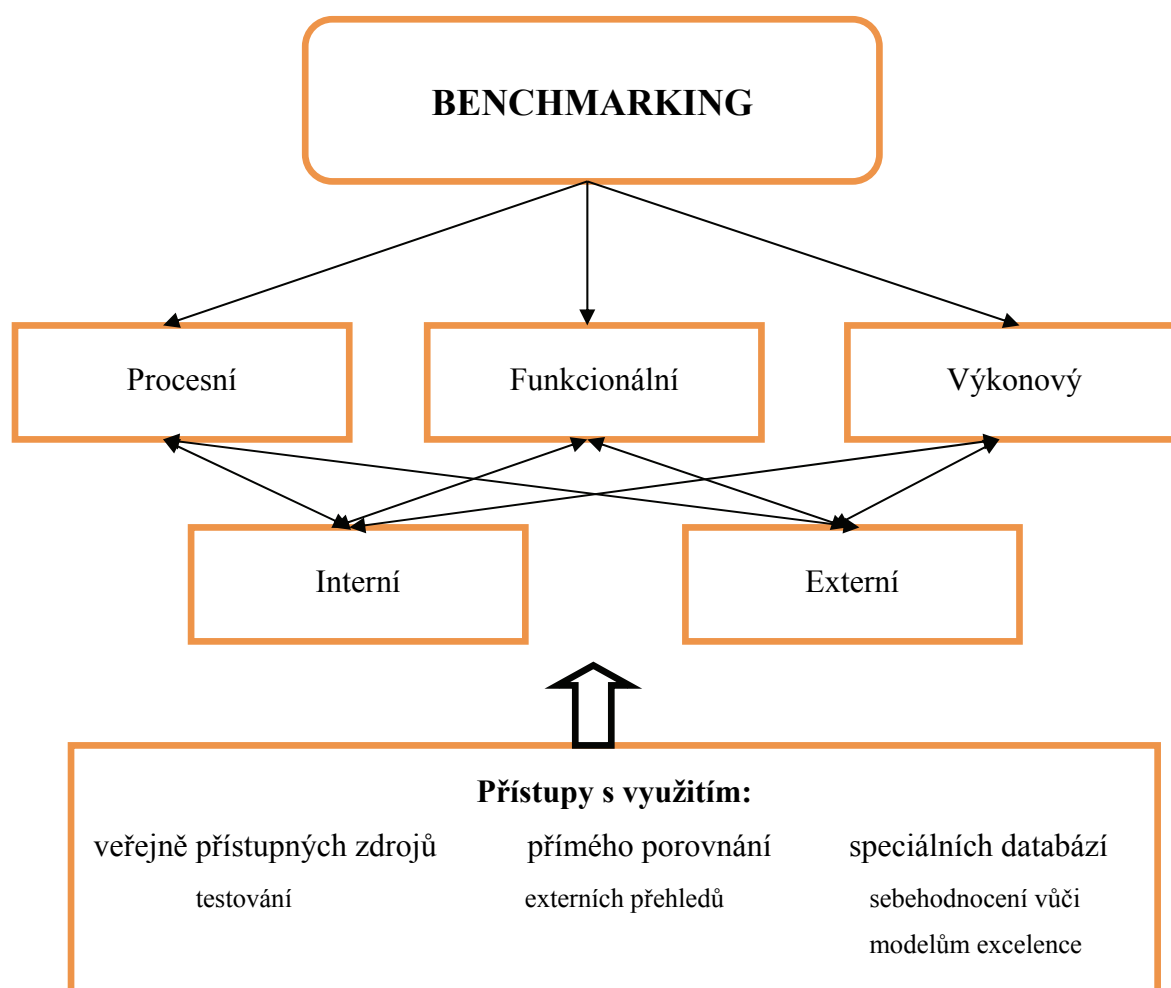 BENCHMARKING
Procesní
Funkcionální
Výkonový
Interní
Externí
Přístupy s využitím:
veřejně přístupných zdrojů přímého porovnání speciálních databází
testování externích přehledů sebehodnocení vůči
modelům excelence